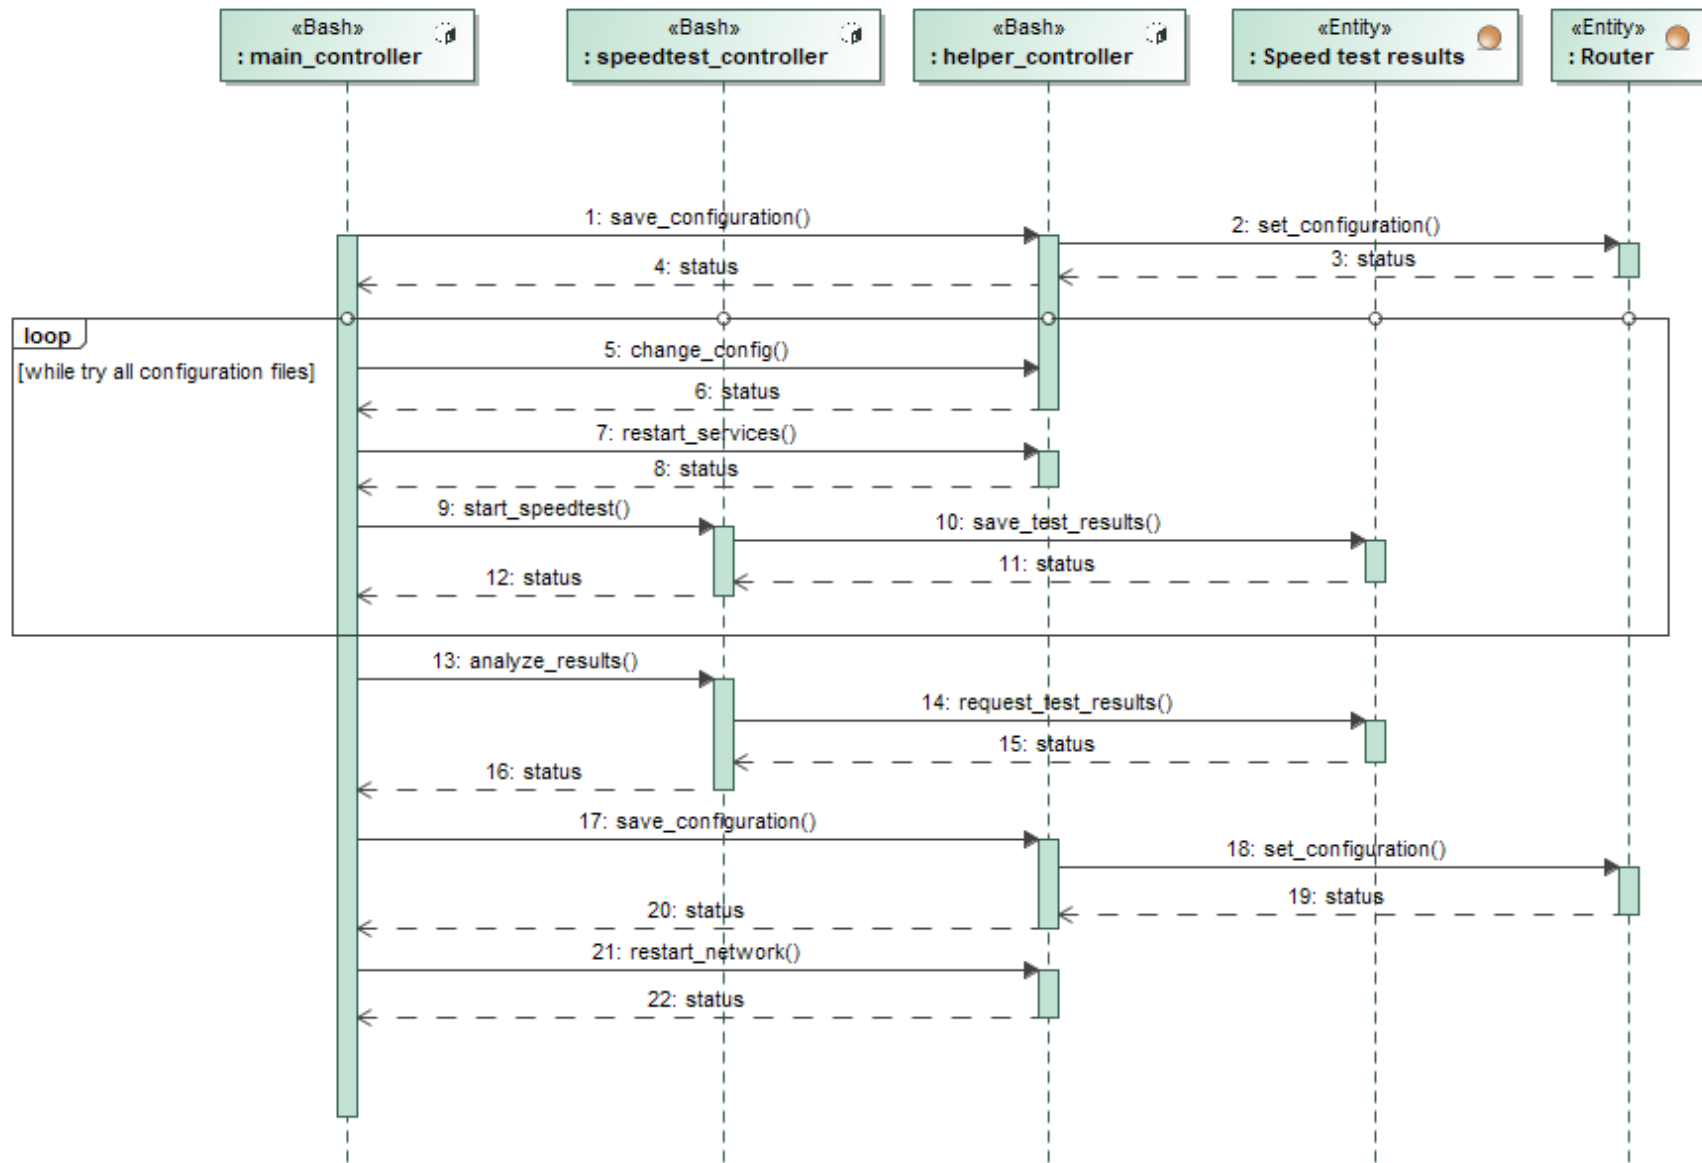 «Bash»
: main_controller
«Bash»
: speedtest_controller
«Bash»
: helper_controller
«Entity»
: Speed test results
«Entity»
: Router
1: save_configuration()
2: set_configuration()
3: status
4: status
loop
[while try all configuration files]
5: change_config()
6: status
7: restart_services()
8: status
9: start_speedtest()
10: save_test_results()
11: status
12: status
13: analyze_results()
14: request_test_results()
15: status
16: status
17: save_configuration()
18: set_configuration()
19: status
20: status
21: restart_network()
22: status